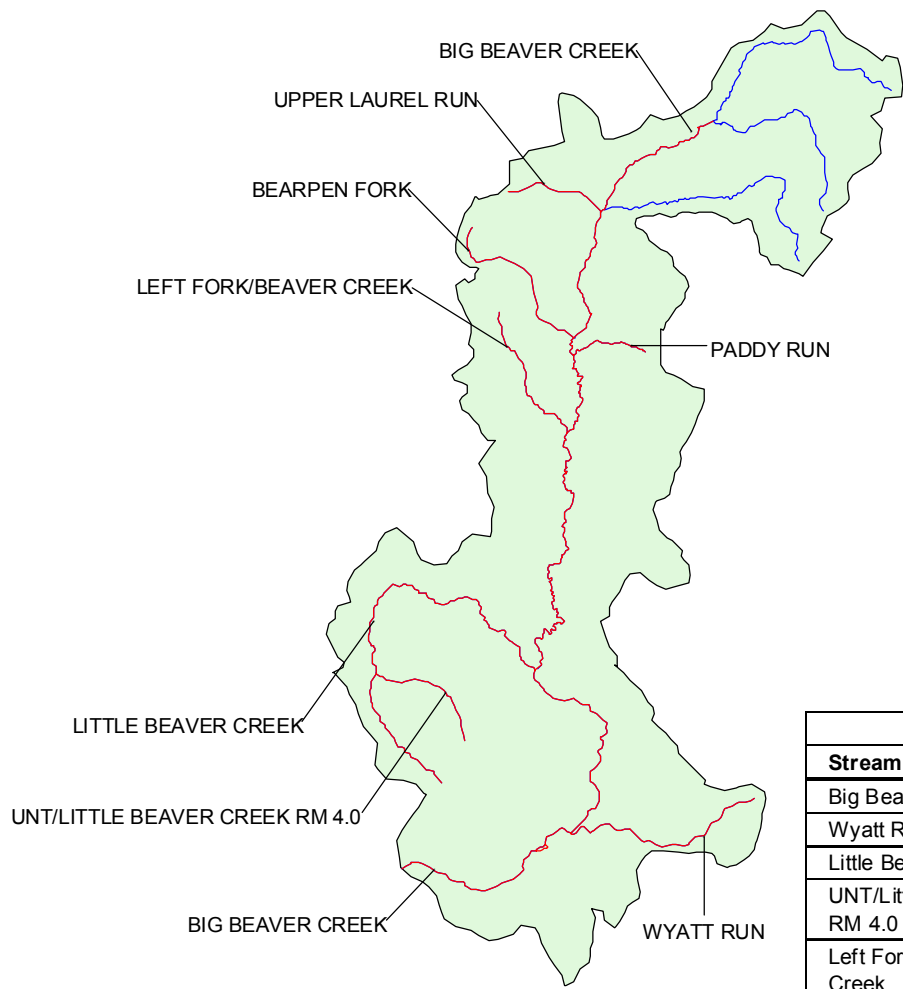 BIG BEAVER CREEK
UPPER LAUREL RUN
BEARPEN FORK
LEFT FORK/BEAVER CREEK
PADDY RUN
LITTLE BEAVER CREEK
UNT/LITTLE BEAVER CREEK RM 4.0
BIG BEAVER CREEK
WYATT RUN
Stream
Big Bea
Wyatt R
Little Be
UNT/Lit
RM 4.0
Left For
Creek